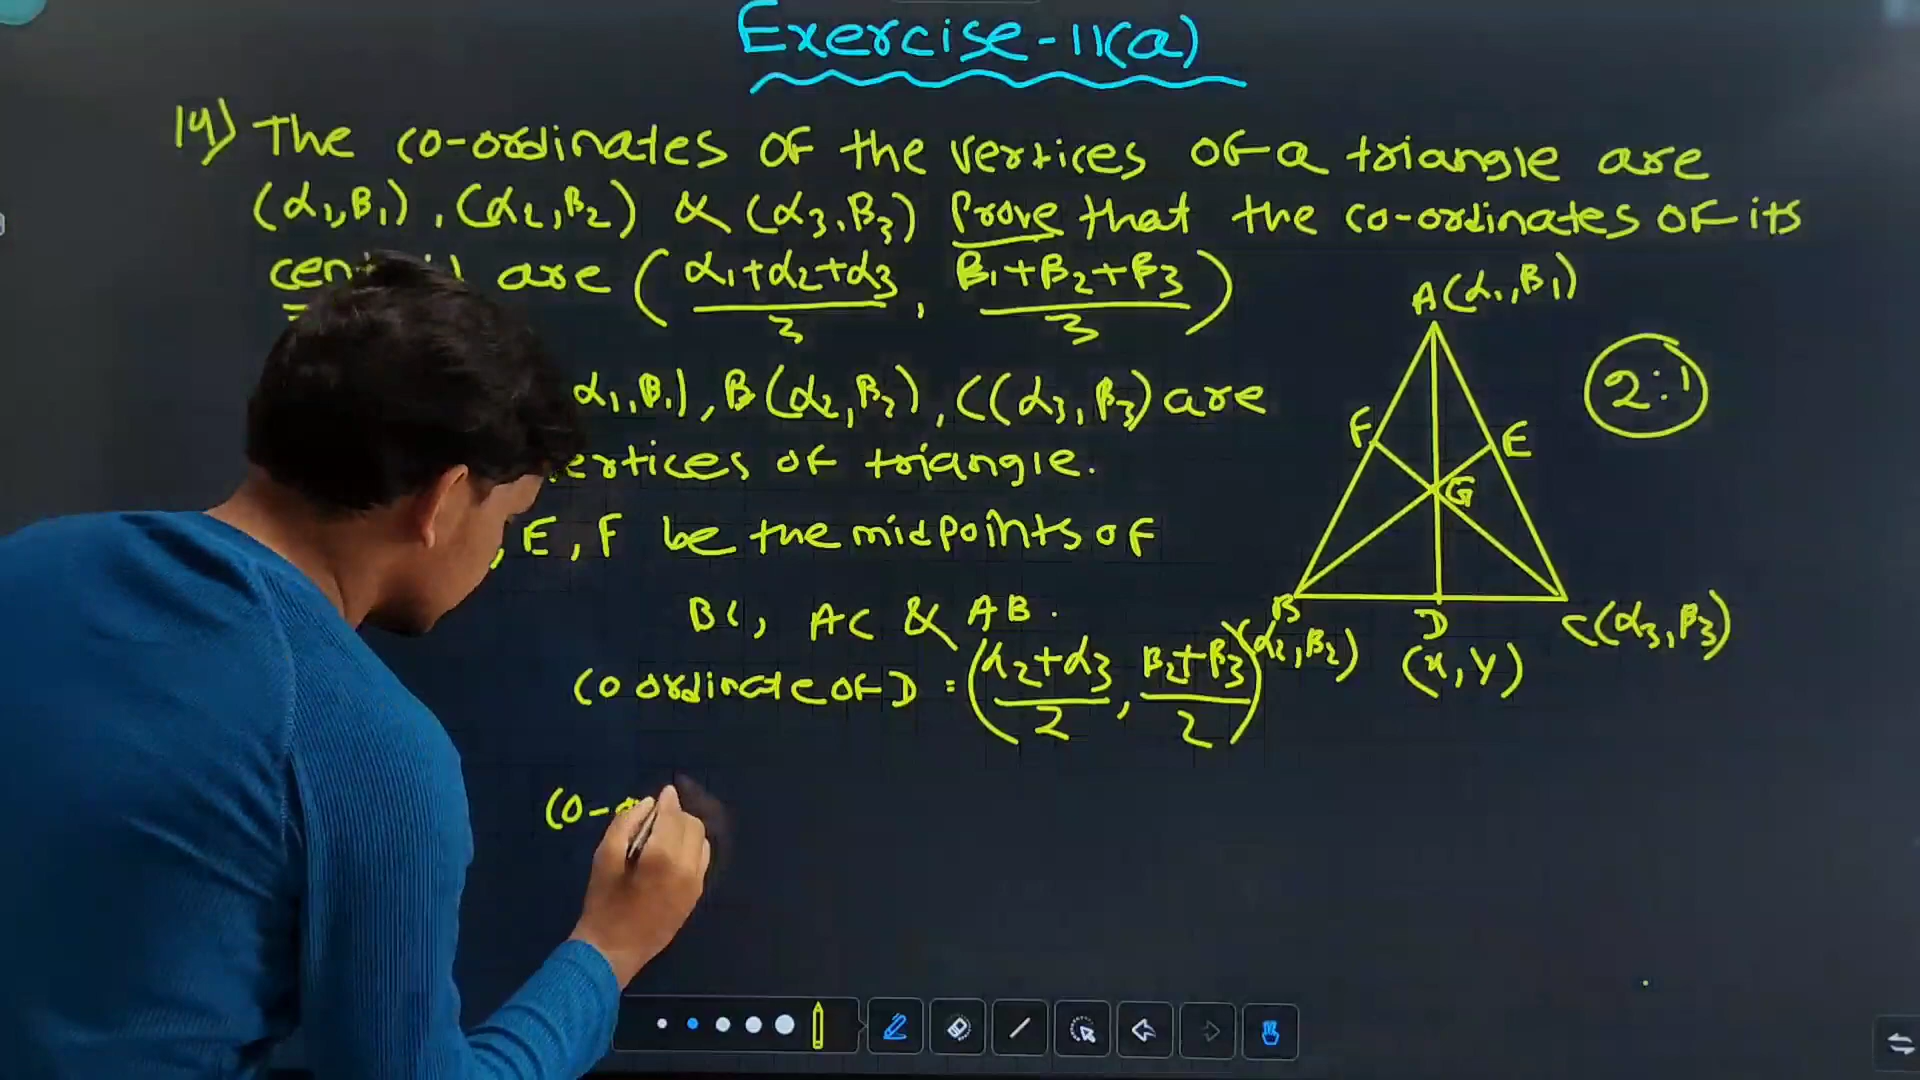 Exercise-11(a)
14) The co-ordinates of the vertices of a triangle are
(α1,β1), (α2,β2) & (α3,β3) Prove that the co-ordinates of its
are (α1+α2+α3/3, β1+β2+β3/3)
α1,β1), B(α2,β2), C(α3,β3) are
ertices of triangle.
, E, F be the midpoints of
BC, AC & AB.
Co ordinate of D = (α2+α3/2, β2+β3/2)
Co-
A(α1,β1)
2:1
F
E
G
B
(α2,β2)
D
(x,y)
C(α3,β3)